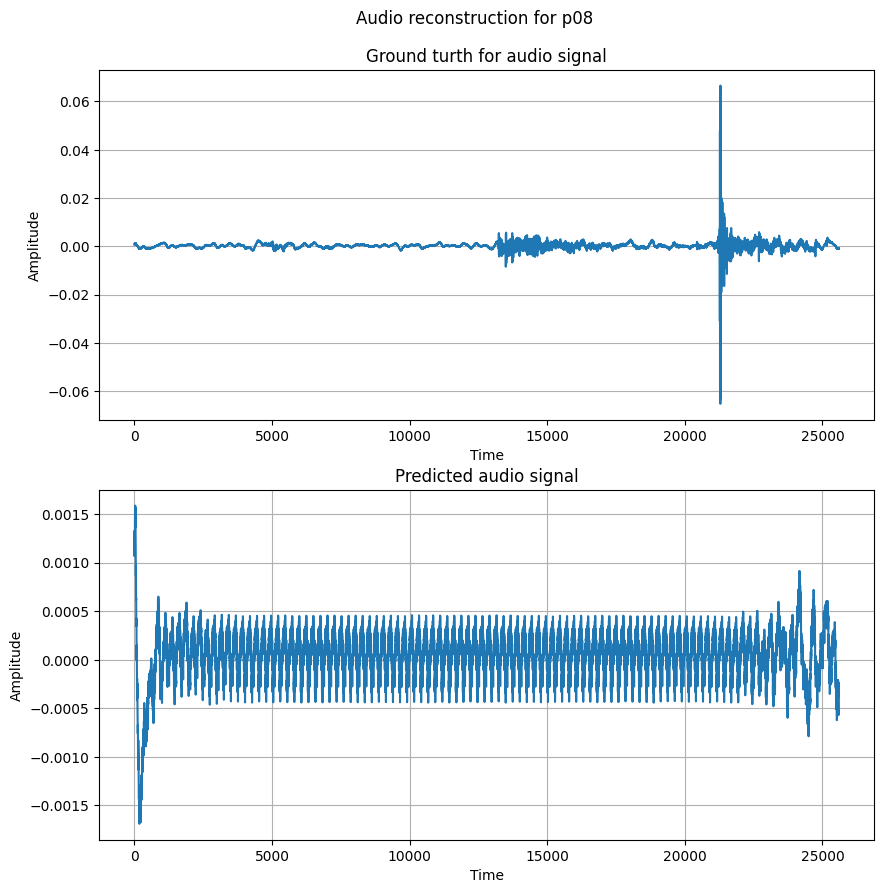 Audio reconstruction for p08
Ground turth for audio signal
0.06
0.04
0.02
0.00
−0.02
−0.04
−0.06
Amplitude
0 5000 10000 15000 20000 25000
Time
Predicted audio signal
0.0015
0.0010
0.0005
0.0000
−0.0005
−0.0010
−0.0015
Amplitude
0 5000 10000 15000 20000 25000
Time